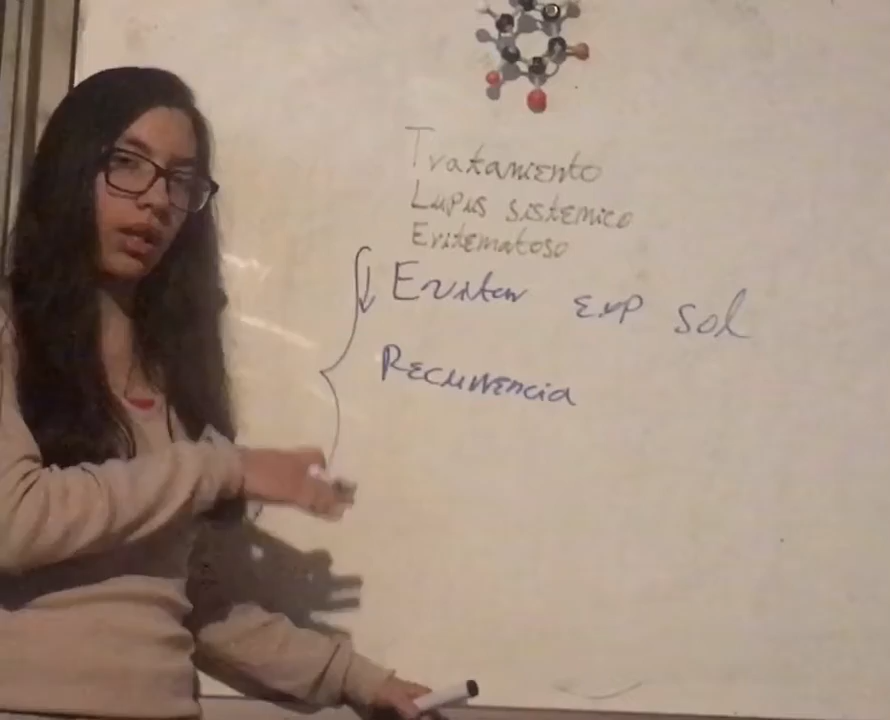 Tratamiento
Lupus sistemico
Eritematoso
↓ Evitar exp sol
Recurrencia